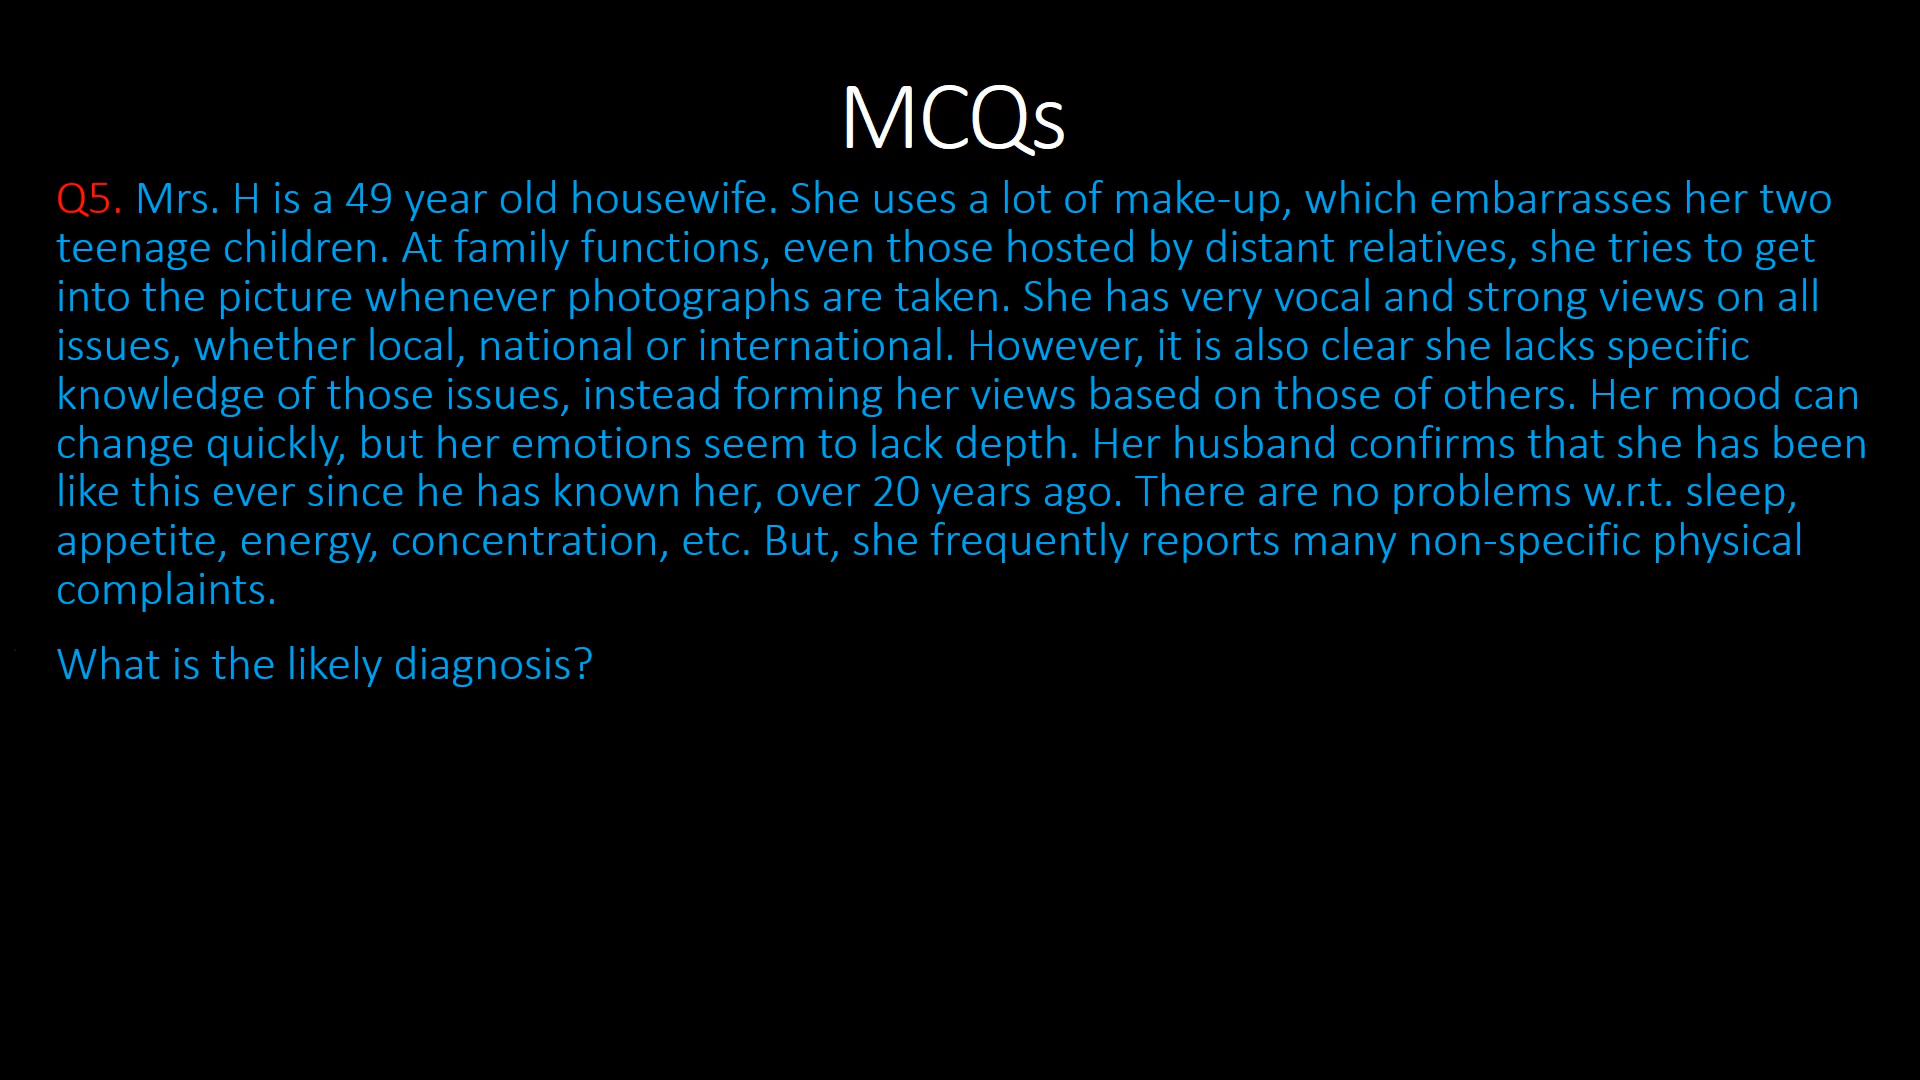 MCQs
Q5. Mrs. H is a 49 year old housewife. She uses a lot of make-up, which embarrasses her two
teenage children. At family functions, even those hosted by distant relatives, she tries to get
into the picture whenever photographs are taken. She has very vocal and strong views on all
issues, whether local, national or international. However, it is also clear she lacks specific
knowledge of those issues, instead forming her views based on those of others. Her mood can
change quickly, but her emotions seem to lack depth. Her husband confirms that she has been
like this ever since he has known her, over 20 years ago. There are no problems w.r.t. sleep,
appetite, energy, concentration, etc. But, she frequently reports many non-specific physical
complaints.
What is the likely diagnosis?